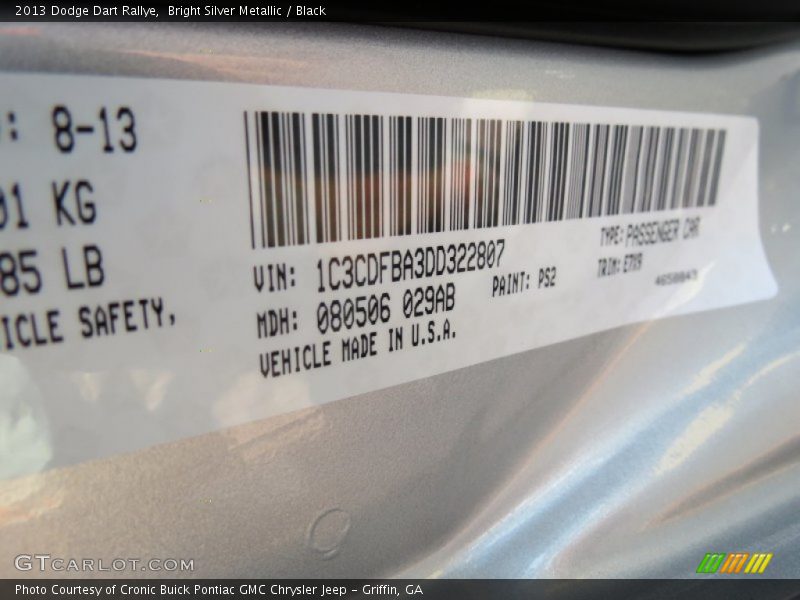 2013 Dodge Dart Rallye,  Bright Silver Metallic / Black
: 8-13
01 KG
85 LB
ICLE SAFETY,
VIN: 1C3CDFBA3DD322807
MDH: 080506 029AB
VEHICLE MADE IN U.S.A.
PAINT: PS2
TYPE: PASSENGER CAR
TRIM: E7X9
GTCARLOT.COM
Photo Courtesy of Cronic Buick Pontiac GMC Chrysler Jeep – Griffin, GA